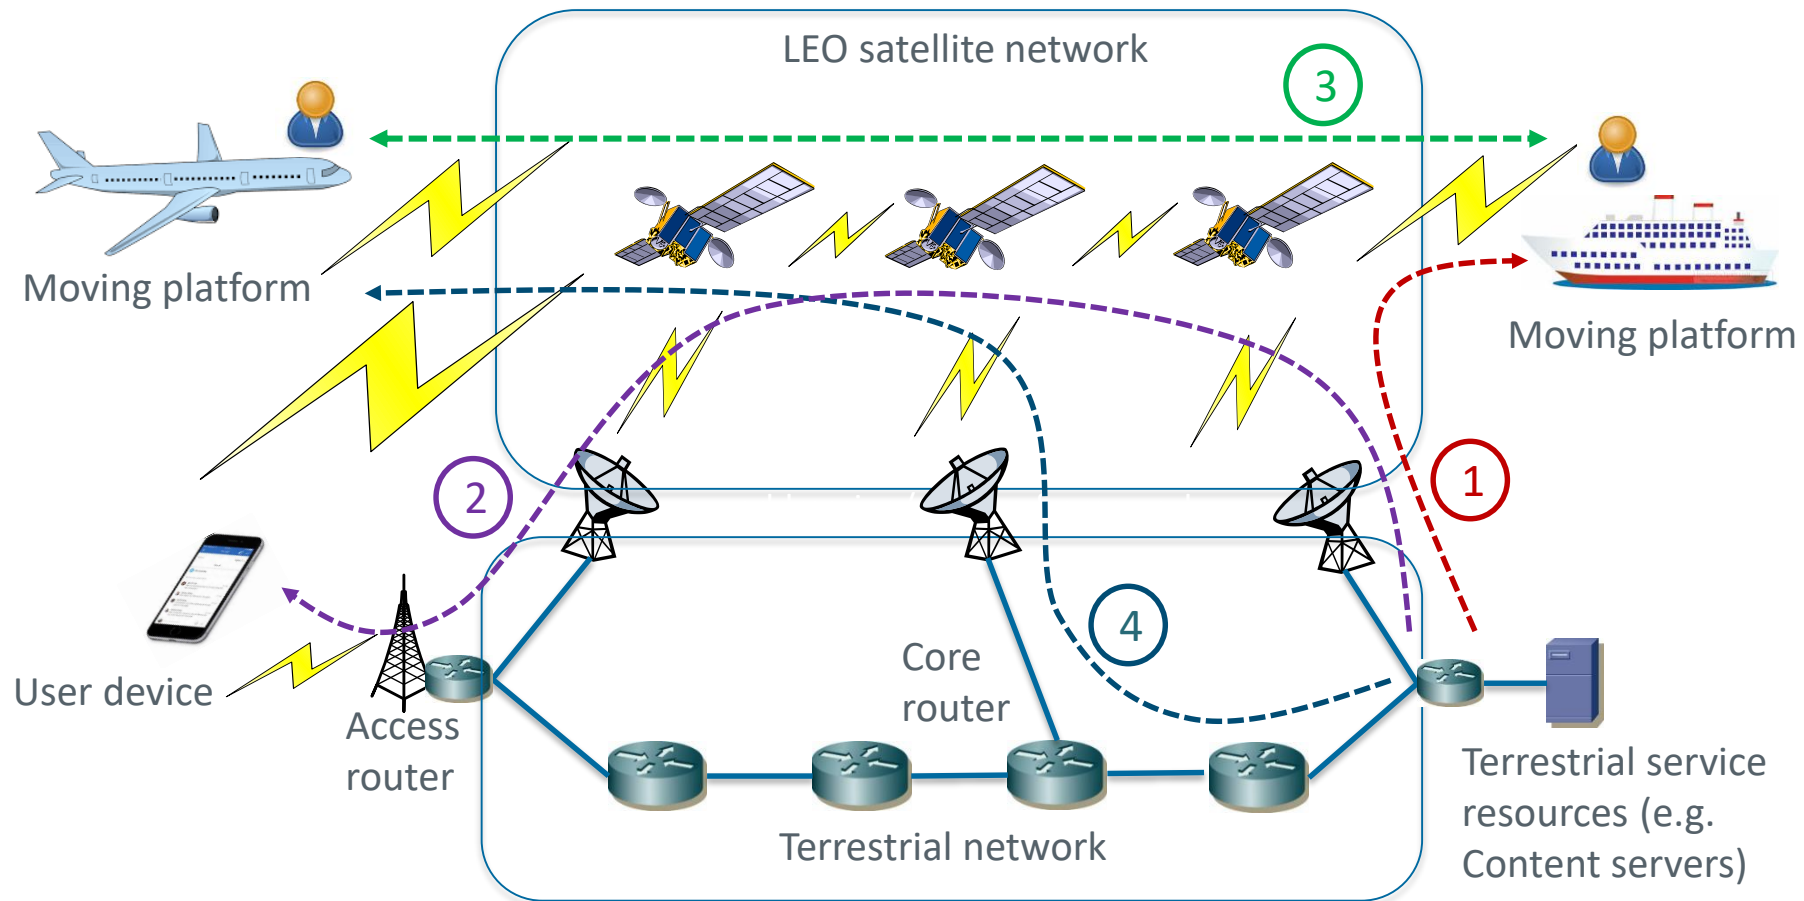 LEO satellite network
3
Moving platform
Moving platform
2
1
4
User device
Access
router
Core
router
Terrestrial network
Terrestrial service
resources (e.g.
Content servers)